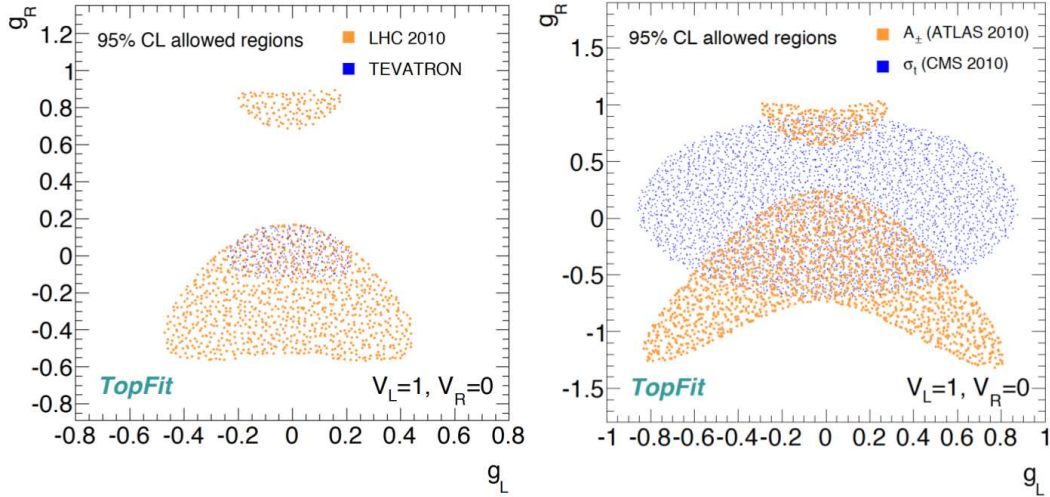 g_R
1.2
1
0.8
0.6
0.4
0.2
0
-0.2
-0.4
-0.6
-0.8
95% CL allowed regions
LHC 2010
TEVATRON
TopFit
V_L=1, V_R=0
-0.8 -0.6 -0.4 -0.2 0 0.2 0.4 0.6 0.8
g_L
g_R
1.5
1
0.5
0
-0.5
-1
-1.5
95% CL allowed regions
A_± (ATLAS 2010)
σ_t (CMS 2010)
TopFit
V_L=1, V_R=0
-1 -0.8 -0.6 -0.4 -0.2 0 0.2 0.4 0.6 0.8 1
g_L